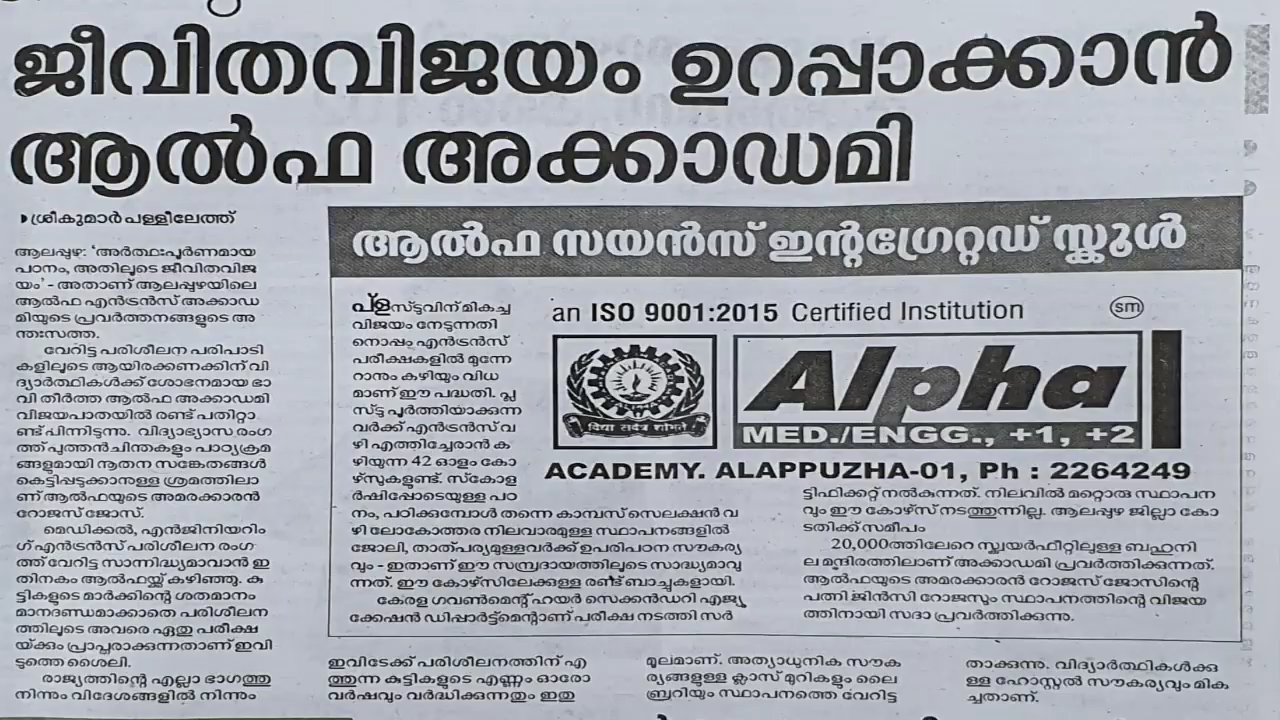 ജീവിതവിജയം ഉറപ്പാക്കാൻ
ആൽഫ അക്കാഡമി
ശ്രീകുമാർ പള്ളീലേത്ത്
ആലപ്പുഴ: 'അർത്ഥപൂർണമായ
പഠനം, അതിലൂടെ ജീവിതവിജ
യം' - അതാണ് ആലപ്പുഴയിലെ
ആൽഫ എൻട്രൻസ് അക്കാഡ
മിയുടെ പ്രവർത്തനങ്ങളുടെ അ
ന്തഃസത്ത.
വേറിട്ട പരിശീലന പരിപാടി
കളിലൂടെ ആയിരക്കണക്കിന് വി
ദ്യാർത്ഥികൾക്ക് ശോഭനമായ ഭാ
വി തീർത്ത ആൽഫ അക്കാഡമി
വിജയപാതയിൽ രണ്ട് പതിറ്റാ
ണ്ട് പിന്നിട്ടുന്നു. വിദ്യാഭ്യാസ രംഗ
ത്ത് പുത്തൻ ചിന്തകളും പാഠ്യക്രമ
ങ്ങളുമായി നൂതന സങ്കേതങ്ങൾ
കെട്ടിപ്പടുക്കാനുള്ള ശ്രമത്തിലാ
ണ് ആൽഫയുടെ അമരക്കാരൻ
റോജസ് ജോസ്.
മെഡിക്കൽ, എൻജിനിയറിം
ഗ് എൻട്രൻസ് പരിശീലന രംഗ
ത്ത് വേറിട്ട സാന്നിദ്ധ്യമാവാൻ ഇ
തിനകം ആൽഫയ്ക്ക് കഴിഞ്ഞു. കു
ട്ടികളുടെ മാർക്കിന്റെ ശതമാനം
മാനദണ്ഡമാക്കാതെ പരിശീലന
ത്തിലൂടെ അവരെ ഏതു പരീക്ഷ
യ്ക്കും പ്രാപ്തരാക്കുന്നതാണ് ഇവി
ടുത്തെ ശൈലി.
രാജ്യത്തിന്റെ എല്ലാ ഭാഗത്തു
നിന്നും വിദേശങ്ങളിൽ നിന്നും
ഇവിടേക്ക് പരിശീലനത്തിന് എ
ത്തുന്ന കുട്ടികളുടെ എണ്ണം ഓരോ
വർഷവും വർദ്ധിക്കുന്നതും ഇതു
മൂലമാണ്. അത്യാധുനിക സൗക
ര്യങ്ങളുള്ള ക്ലാസ് മുറികളും ലൈ
ബ്രറിയും സ്ഥാപനത്തെ വേറിട്ട
താക്കുന്നു. വിദ്യാർത്ഥികൾക്കു
ള്ള ഹോസ്റ്റൽ സൗകര്യവും മിക
ച്ചതാണ്.
ആൽഫ സയൻസ് ഇന്റഗ്രേറ്റഡ് സ്കൂൾ
പ്ളസ്ടുവിന് മികച്ച
വിജയം നേടുന്നതി
നൊപ്പം എൻട്രൻസ്
പരീക്ഷകളിൽ മുന്നേ
റാനും കഴിയും വിധ
മാണ് ഈ പദ്ധതി. പ്ല
സ്ടു പൂർത്തിയാക്കുന്ന
വർക്ക് എൻട്രൻസ് വ
ഴി എത്തിച്ചേരാൻ ക
ഴിയുന്ന 42 ഓളം കോ
ഴ്സുകളുണ്ട്. സ്കോള
ർഷിപ്പോടെയുള്ള പഠ
നം, പഠിക്കുമ്പോൾ തന്നെ കാമ്പസ് സെലക്ഷൻ വ
ഴി ലോകോത്തര നിലവാരമുള്ള സ്ഥാപനങ്ങളിൽ
ജോലി, താത്പര്യമുള്ളവർക്ക് ഉപരിപഠന സൗകര്യ
വും - ഇതാണ് ഈ സമ്പ്രദായത്തിലൂടെ സാദ്ധ്യമാവു
ന്നത്. ഈ കോഴ്സിലേക്കുള്ള രണ്ട് ബാച്ചുകളായി.
കേരള ഗവൺമെന്റ് ഹയർ സെക്കൻഡറി എജ്യു
ക്കേഷൻ ഡിപ്പാർട്ട്മെന്റാണ് പരീക്ഷ നടത്തി സർ
an ISO 9001:2015 Certified Institution
sm
विद्या सर्वत्र शोभते
Alpha
MED./ENGG., +1, +2
ACADEMY. ALAPPUZHA-01, Ph : 2264249
ട്ടിഫിക്കറ്റ് നൽകുന്നത്. നിലവിൽ മറ്റൊരു സ്ഥാപന
വും ഈ കോഴ്സ് നടത്തുന്നില്ല. ആലപ്പുഴ ജില്ലാ കോ
ടതിക്ക് സമീപം
20,000ത്തിലേറെ സ്ക്വയർഫീറ്റിലുള്ള ബഹുനി
ല മന്ദിരത്തിലാണ് അക്കാഡമി പ്രവർത്തിക്കുന്നത്.
ആൽഫയുടെ അമരക്കാരൻ റോജസ് ജോസിന്റെ
പത്നി ജിൻസി റോജസും സ്ഥാപനത്തിന്റെ വിജയ
ത്തിനായി സദാ പ്രവർത്തിക്കുന്നു.